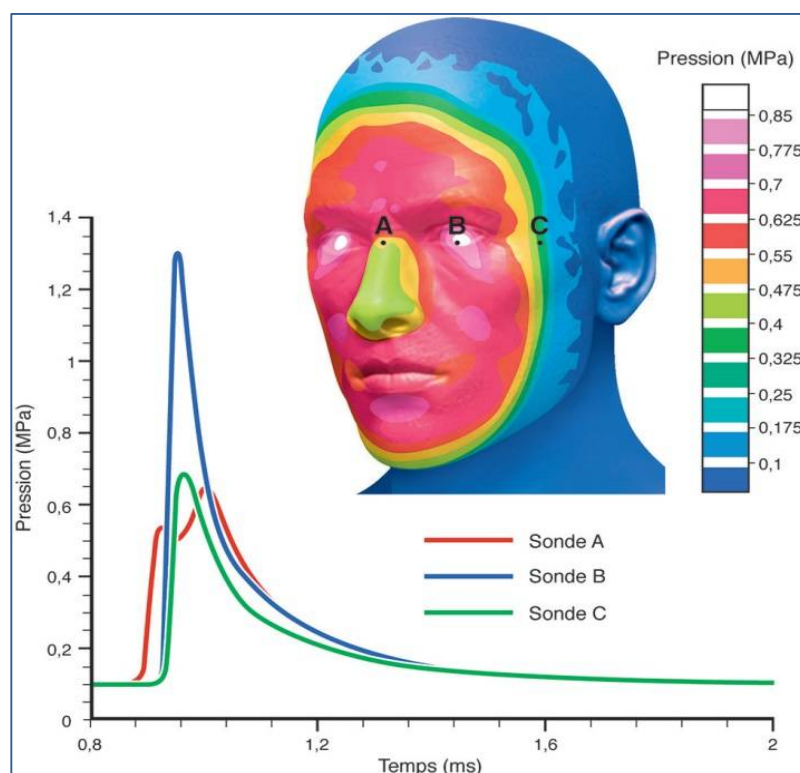 Pression (MPa)
0,85
0,775
0,7
0,625
0,55
0,475
0,4
0,325
0,25
0,175
0,1
A
B
C
Pression (MPa)
1,4
1,2
1
0,8
0,6
0,4
0,2
0
Sonde A
Sonde B
Sonde C
0,8
1,2
1,6
2
Temps (ms)